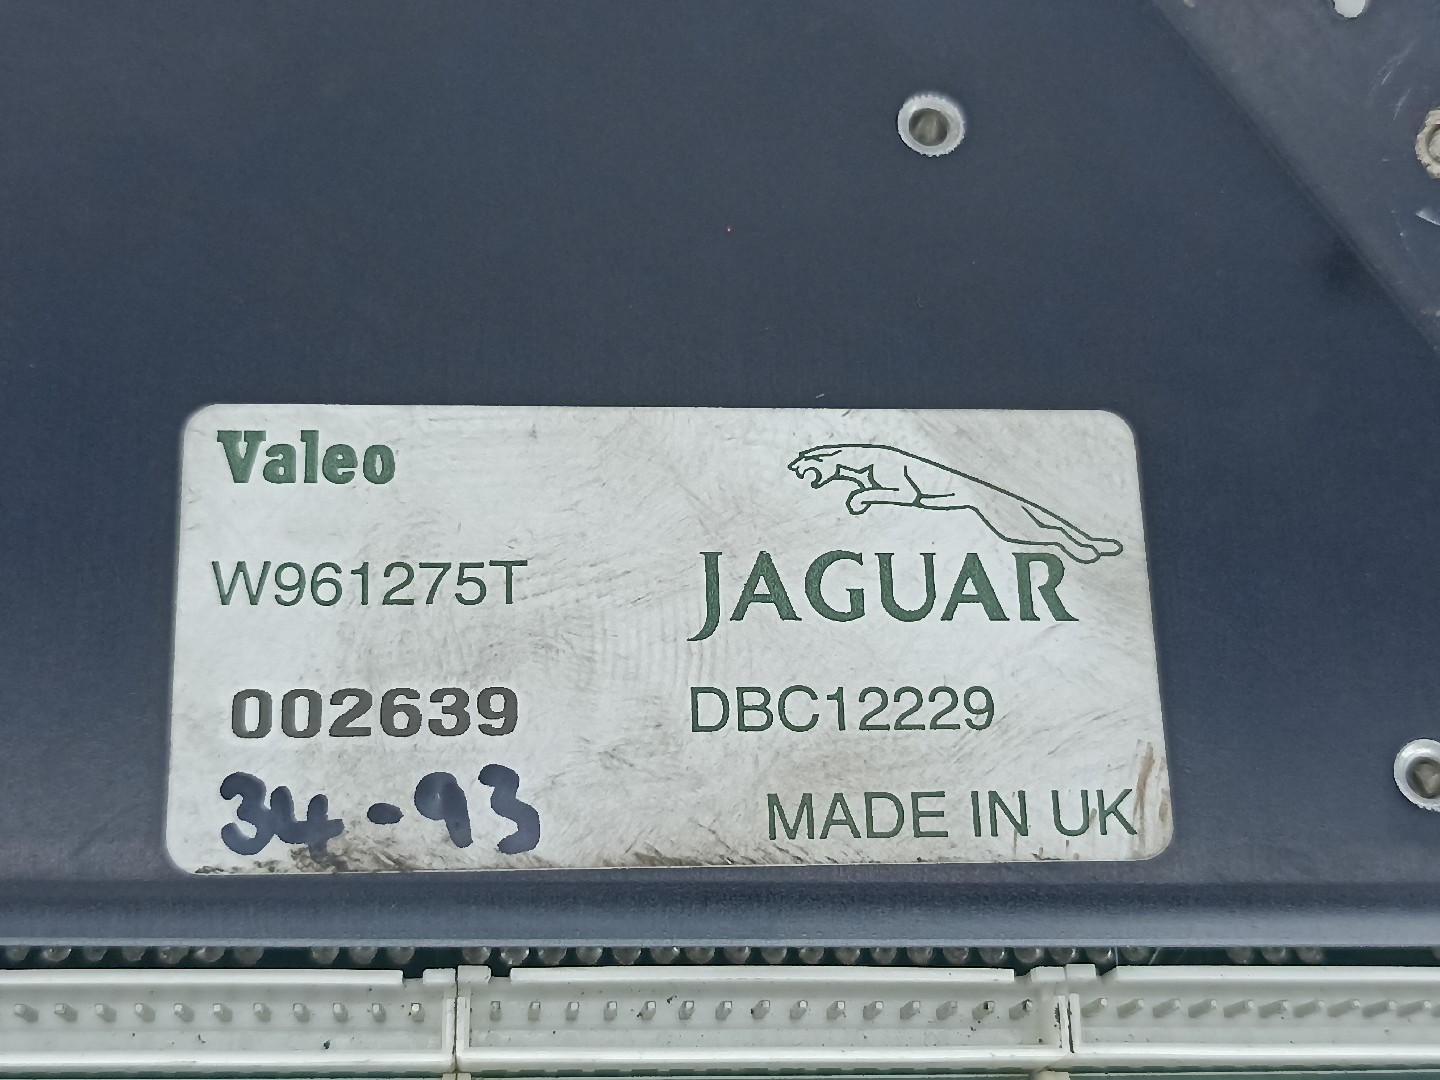 Valeo
W961275T
JAGUAR
002639
DBC12229
34-93
MADE IN UK